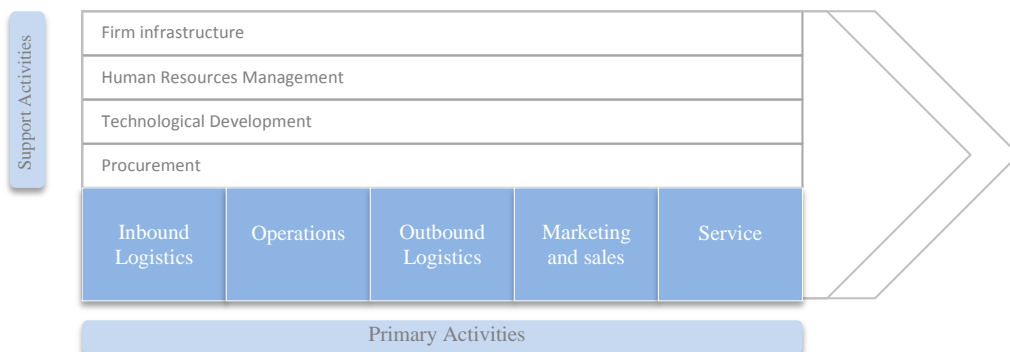 Support Activities
Firm infrastructure
Human Resources Management
Technological Development
Procurement
Inbound
Logistics
Operations
Outbound
Logistics
Marketing
and sales
Service
Primary Activities